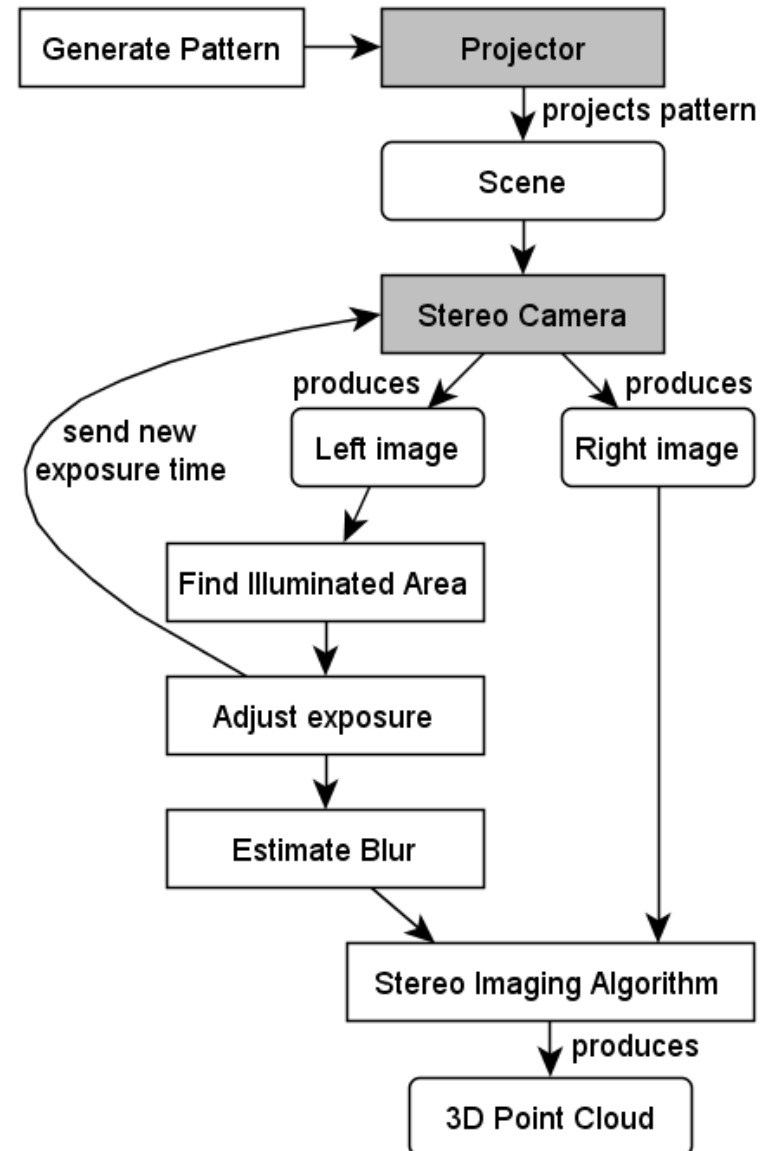 Generate Pattern
Projector
projects pattern
Scene
Stereo Camera
produces
produces
send new
exposure time
Left image
Right image
Find Illuminated Area
Adjust exposure
Estimate Blur
Stereo Imaging Algorithm
produces
3D Point Cloud